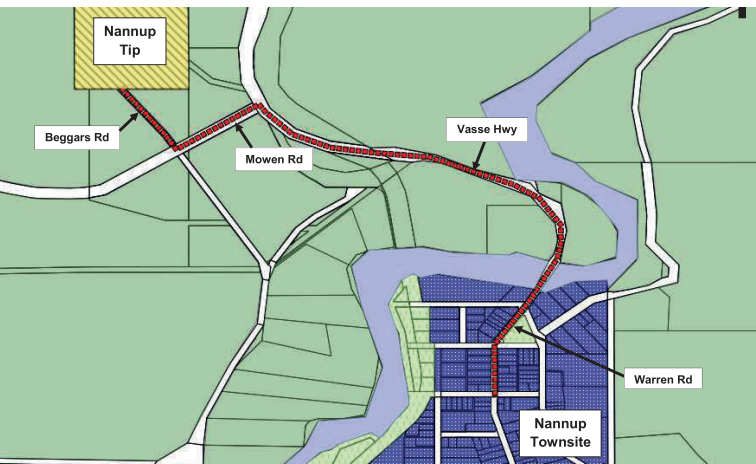 Nannup
Tip
Vasse Hwy
Beggars Rd
Mowen Rd
Warren Rd
Nannup
Townsite